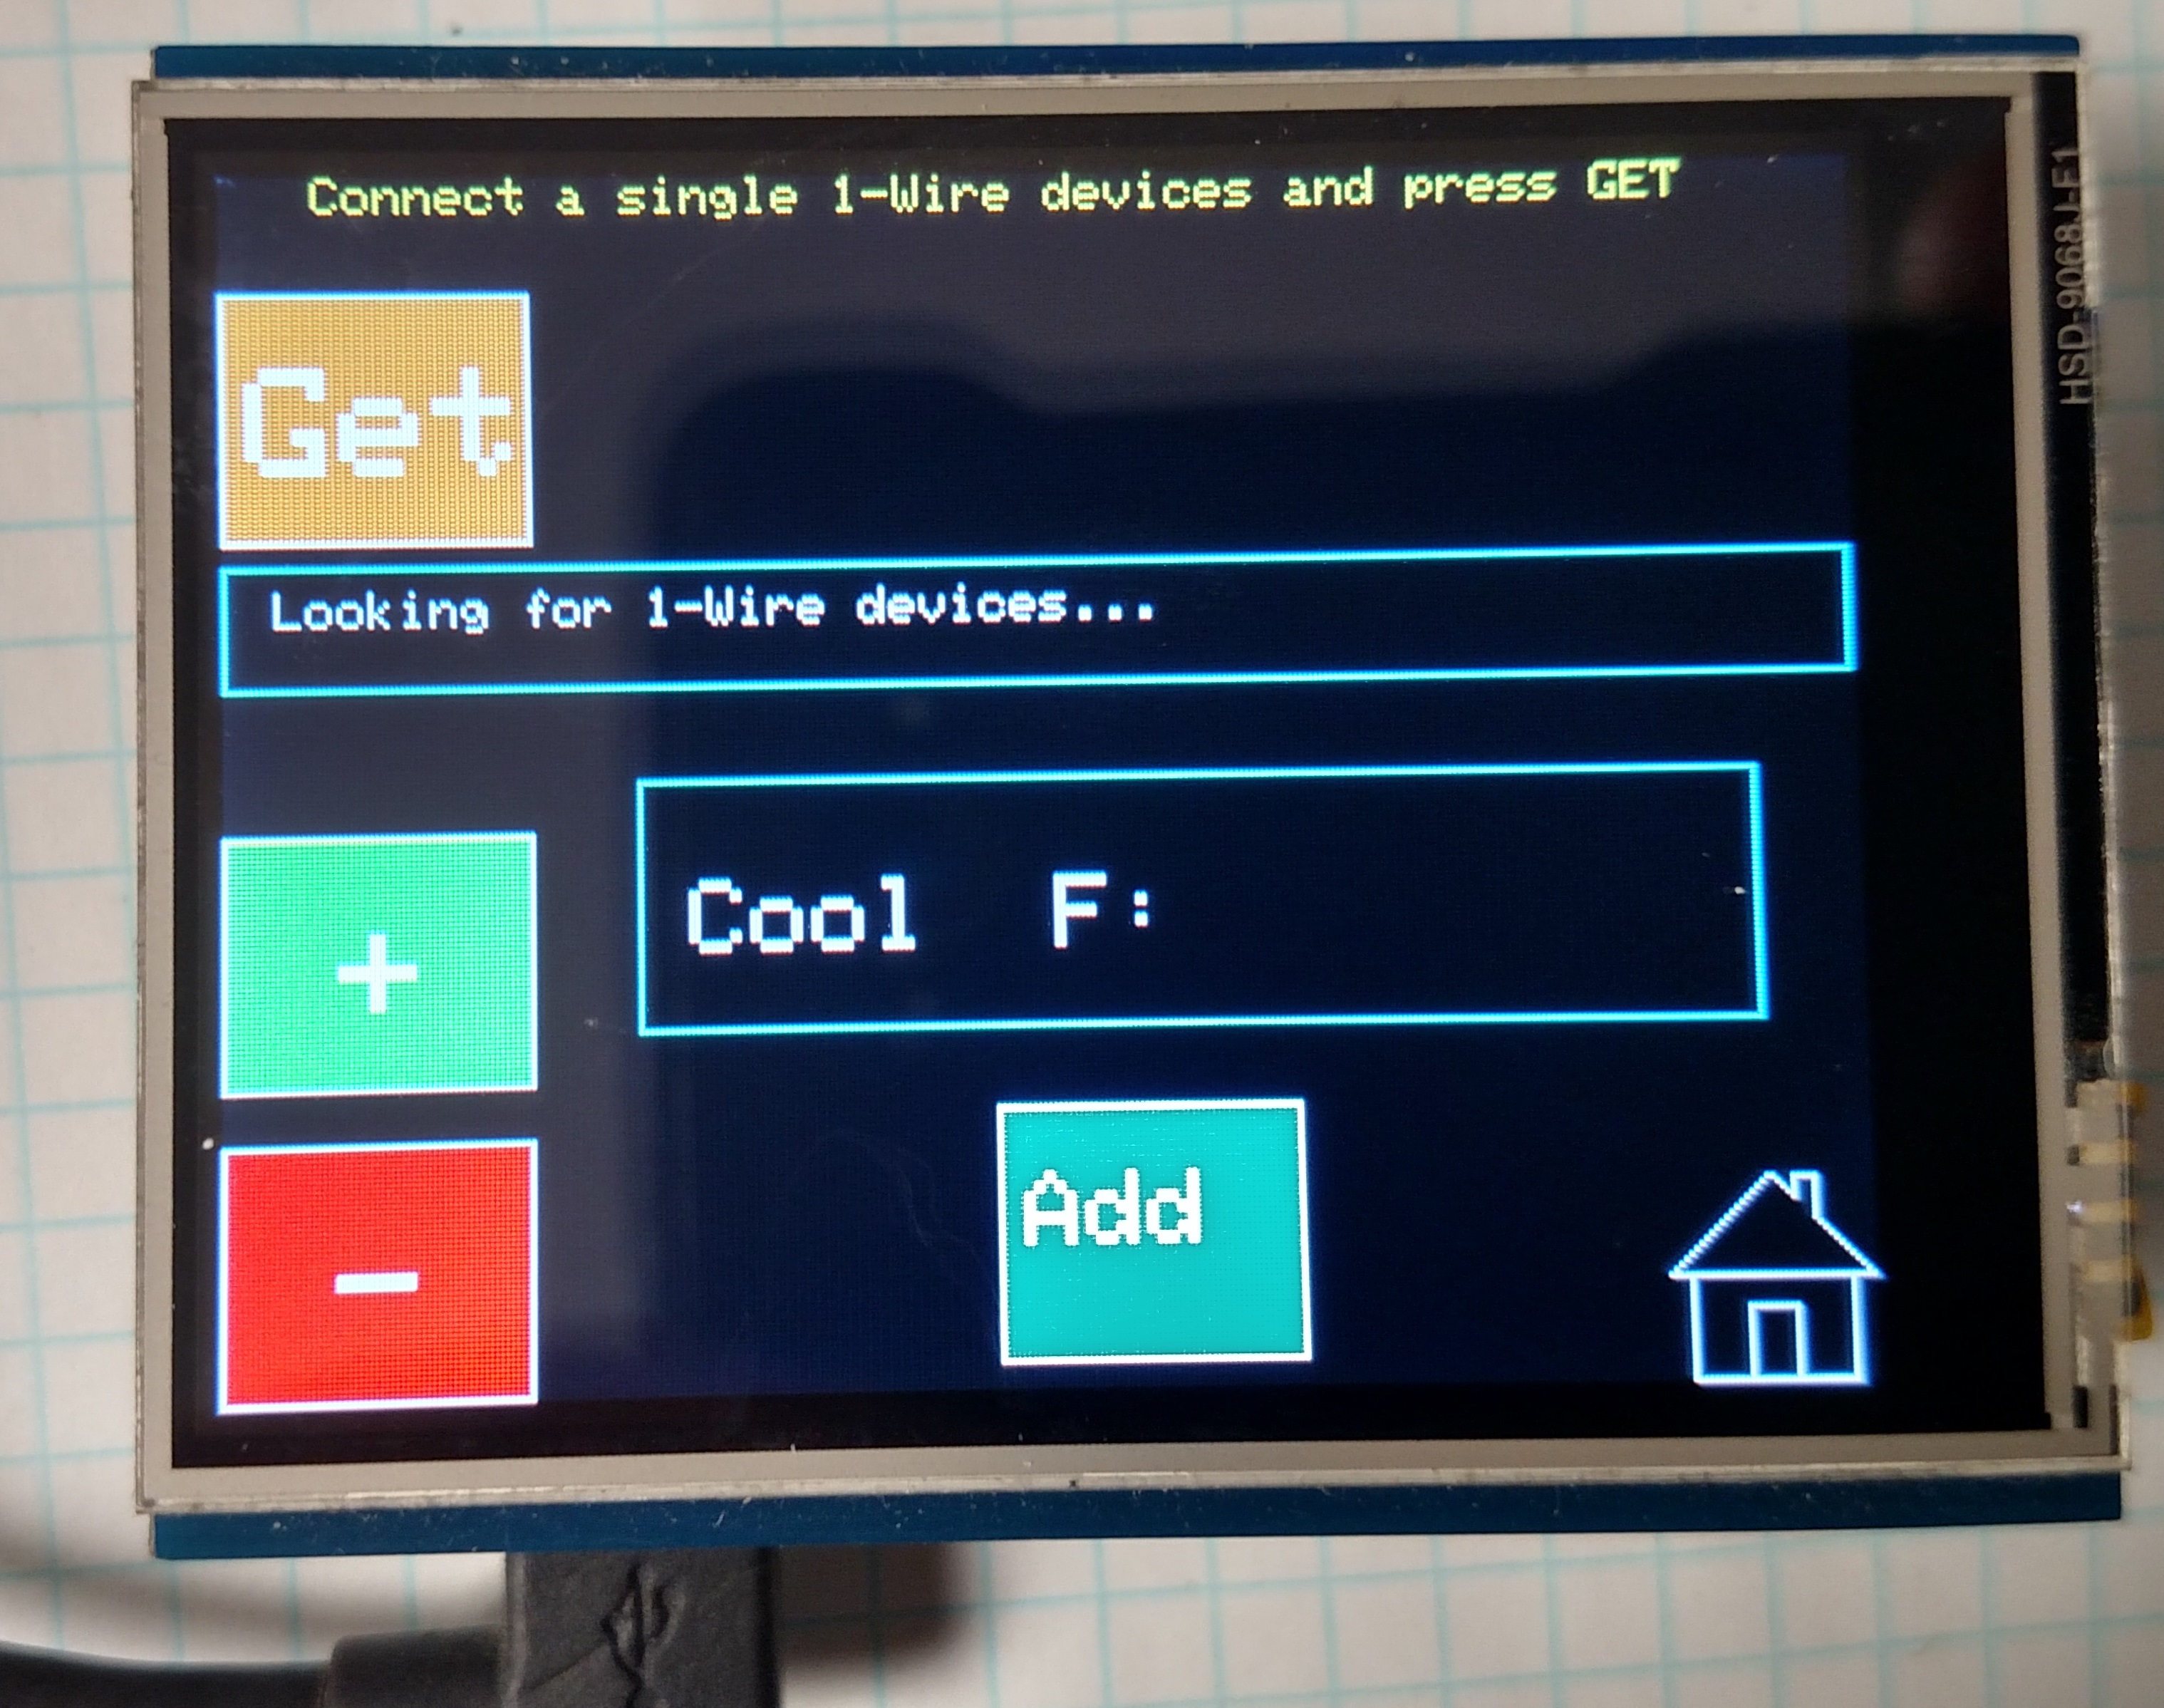 Connect a single 1-Wire devices and press GET
HSD-9068J-F1
Get
Looking for 1-Wire devices...
+
Cool F:
-
Add